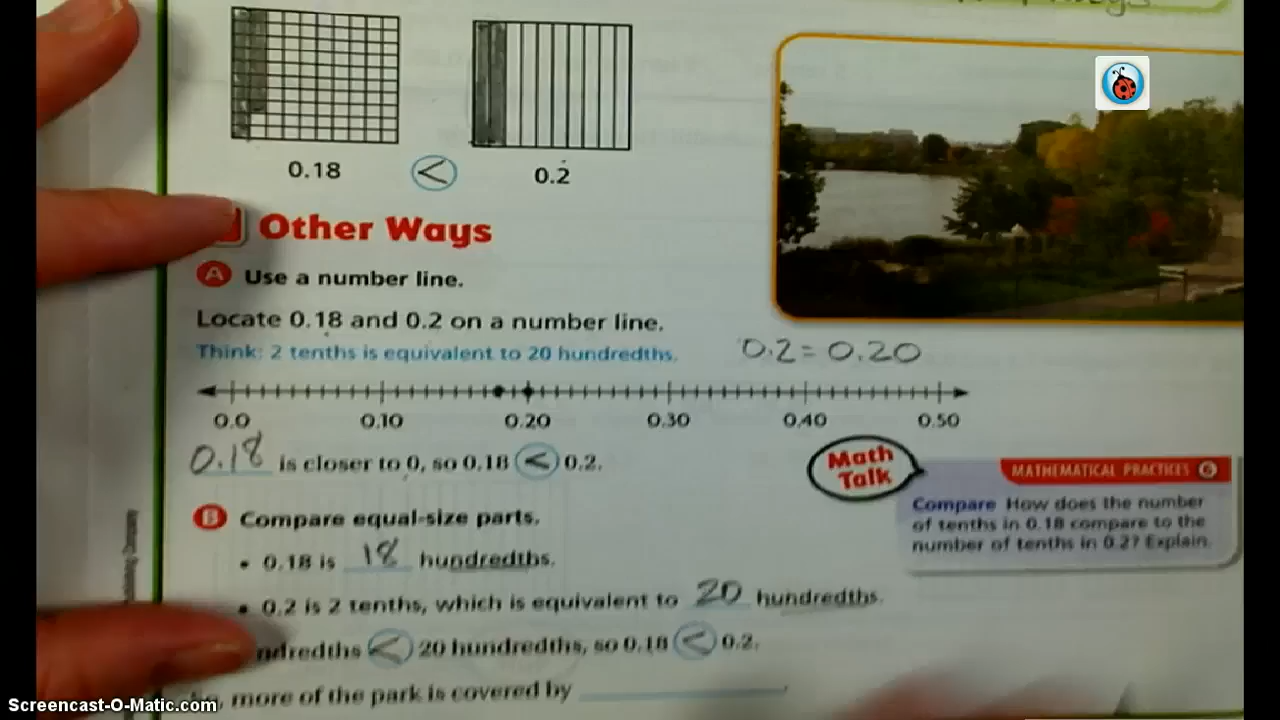 0.18 < 0.2
Other Ways
A Use a number line.
Locate 0.18 and 0.2 on a number line.
Think: 2 tenths is equivalent to 20 hundredths. 0.2 = 0.20
0.0 0.10 0.20 0.30 0.40 0.50
0.18 is closer to 0, so 0.18 < 0.2.
B Compare equal-size parts.
• 0.18 is 18 hundredths.
• 0.2 is 2 tenths, which is equivalent to 20 hundredths.
hundredths < 20 hundredths, so 0.18 < 0.2.
, more of the park is covered by
Math
Talk
MATHEMATICAL PRACTICES 6
Compare How does the number
of tenths in 0.18 compare to the
number of tenths in 0.2? Explain.
Screencast-O-Matic.com